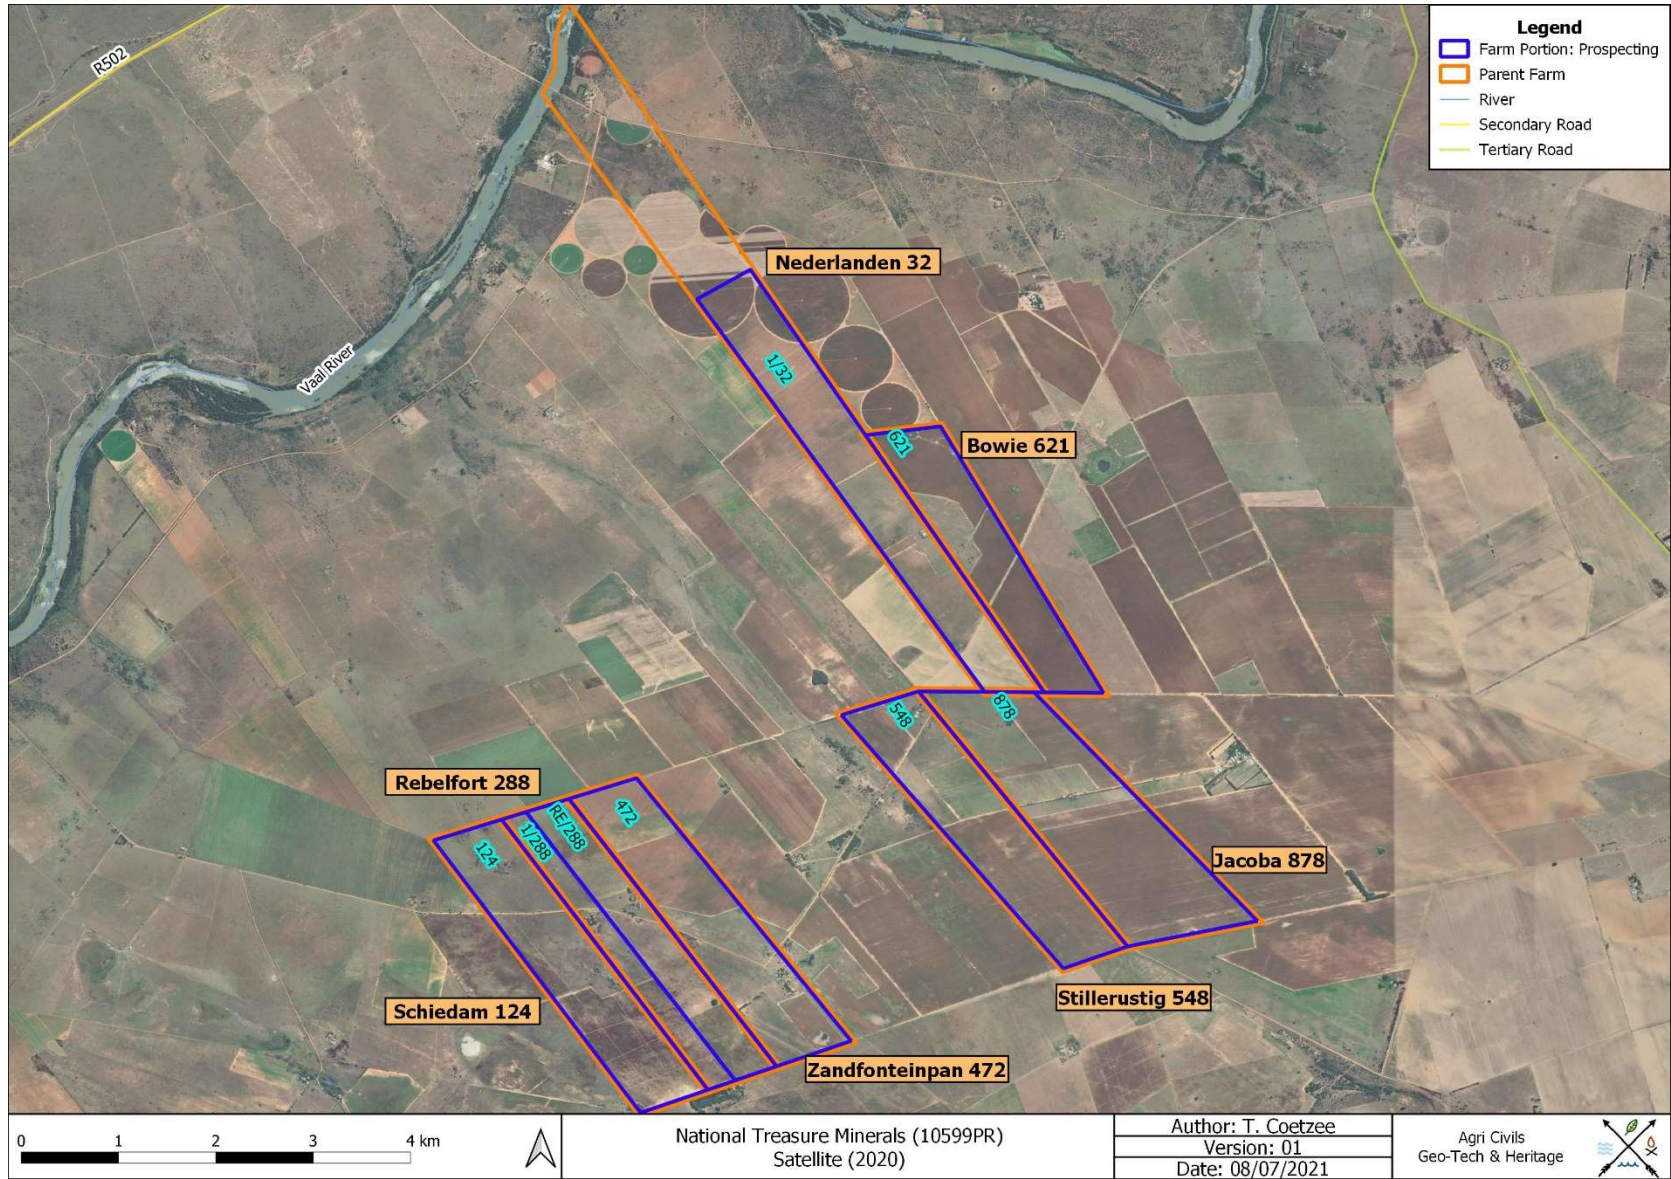 R502
Legend
Farm Portion: Prospecting
Parent Farm
River
Secondary Road
Tertiary Road
Nederlanden 32
1/32
Vaal River
621
Bowie 621
548
878
Rebelfort 288
472
RE/288
1/288
124
Jacoba 878
Stillerustig 548
Schiedam 124
Zandfonteinpan 472
0 1 2 3 4 km
National Treasure Minerals (10599PR)
Satellite (2020)
Author: T. Coetzee
Version: 01
Date: 08/07/2021
Agri Civils
Geo-Tech & Heritage